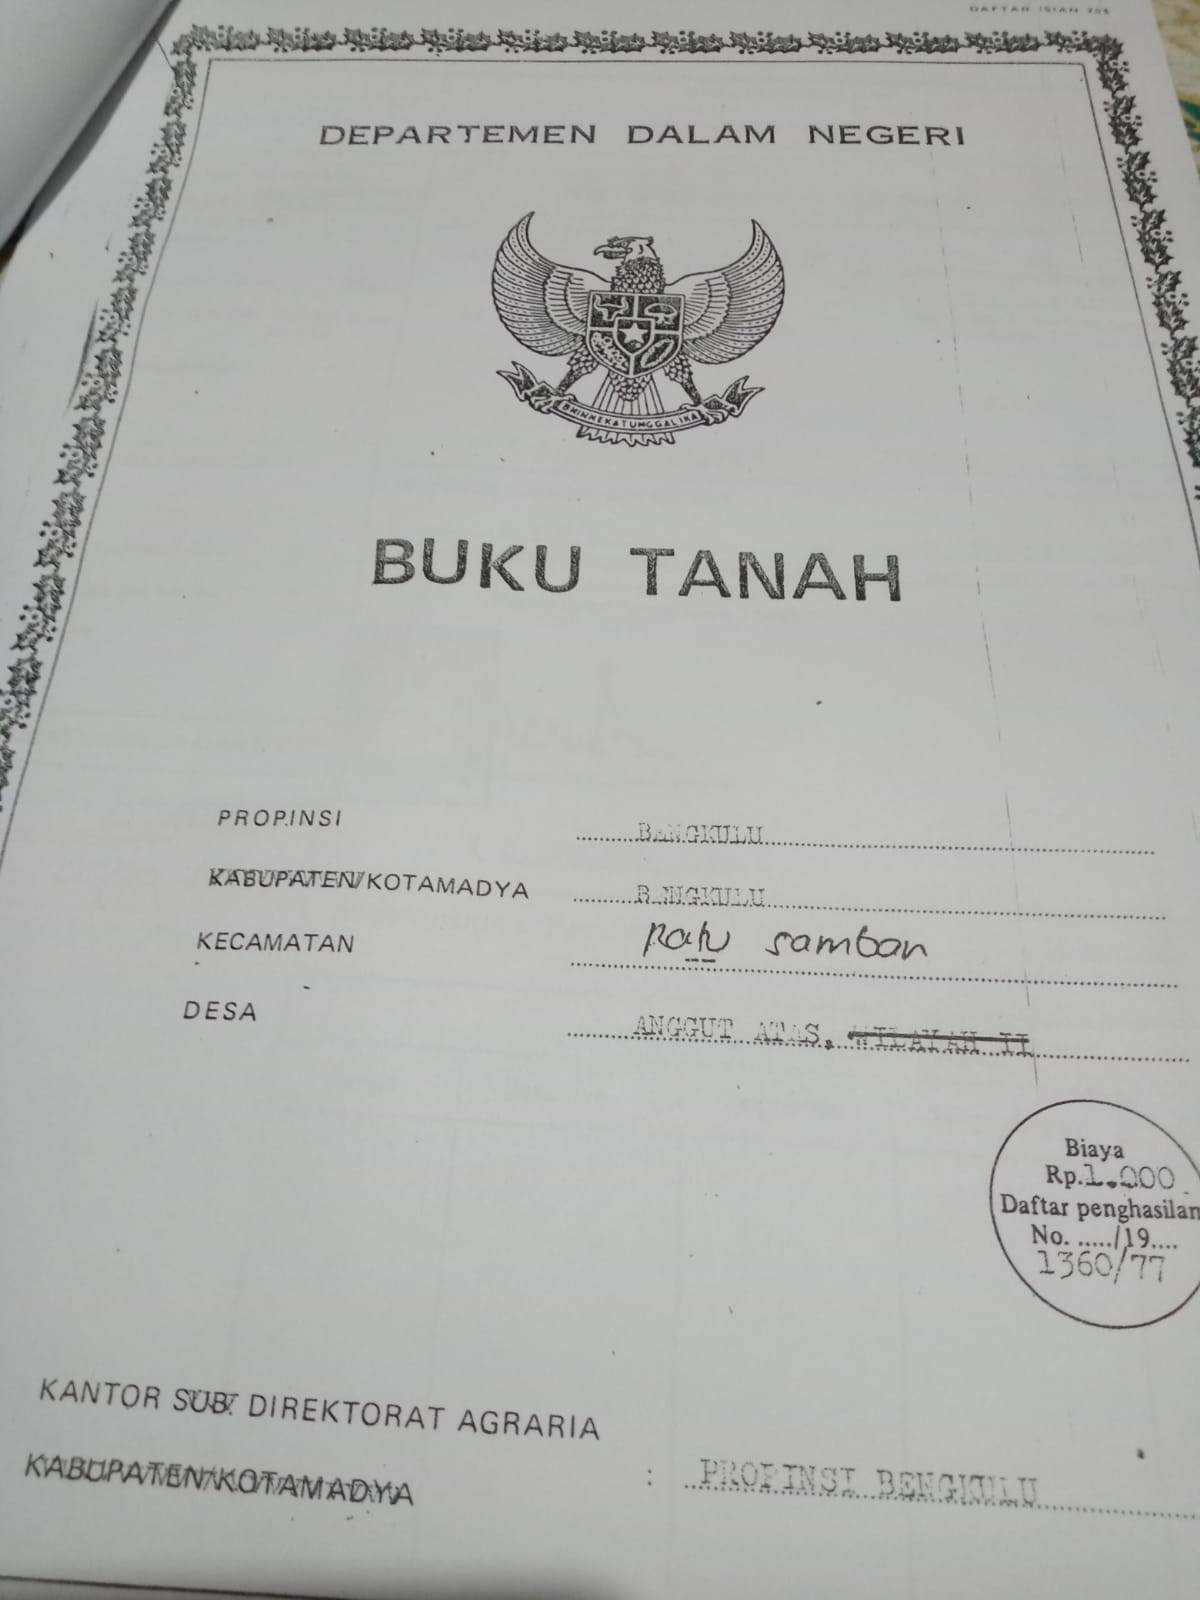 DAFTAR ISIAN 206
DEPARTEMEN DALAM NEGERI
BHINNEKA TUNGGAL IKA
BUKU TANAH
PROPINSI BANGKULU
KABUPATEN/KOTAMADYA BANGKULU
KECAMATAN Ratu samban
DESA ANGGUT ATAS, WILAYAH II
Biaya
Rp.1.000
Daftar penghasilan
No. ...../19....
1360/77
KANTOR SUB. DIREKTORAT AGRARIA
KABUPATEN/KOTAMADYA : PROPINSI BENGKULU